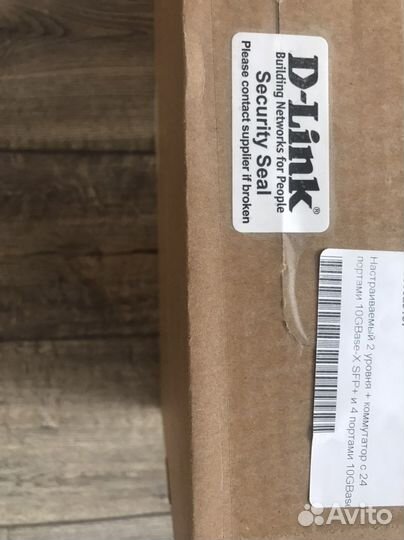 D-Link®
Building Networks for People
Security Seal
Please contact supplier if broken
Настраиваемый 2 уровня + коммутатор с 24
портами 10GBase-X SFP+ и 4 портами
Avito